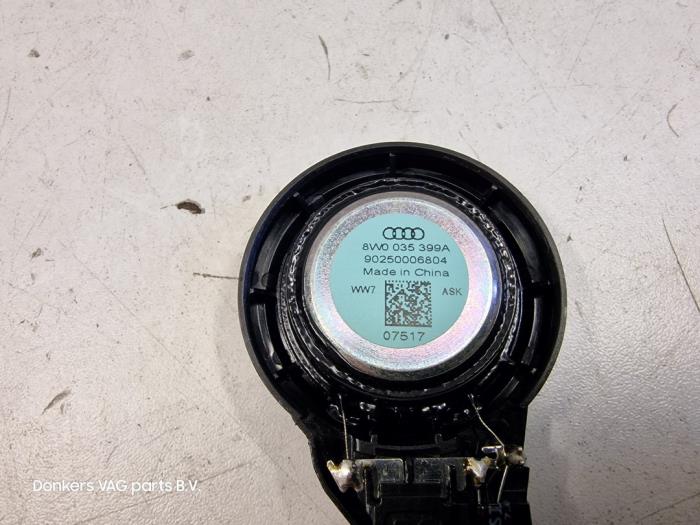 8W0 035 399A
90250006804
Made in China
WW7 ASK
07517
Donkers VAG parts B.V.